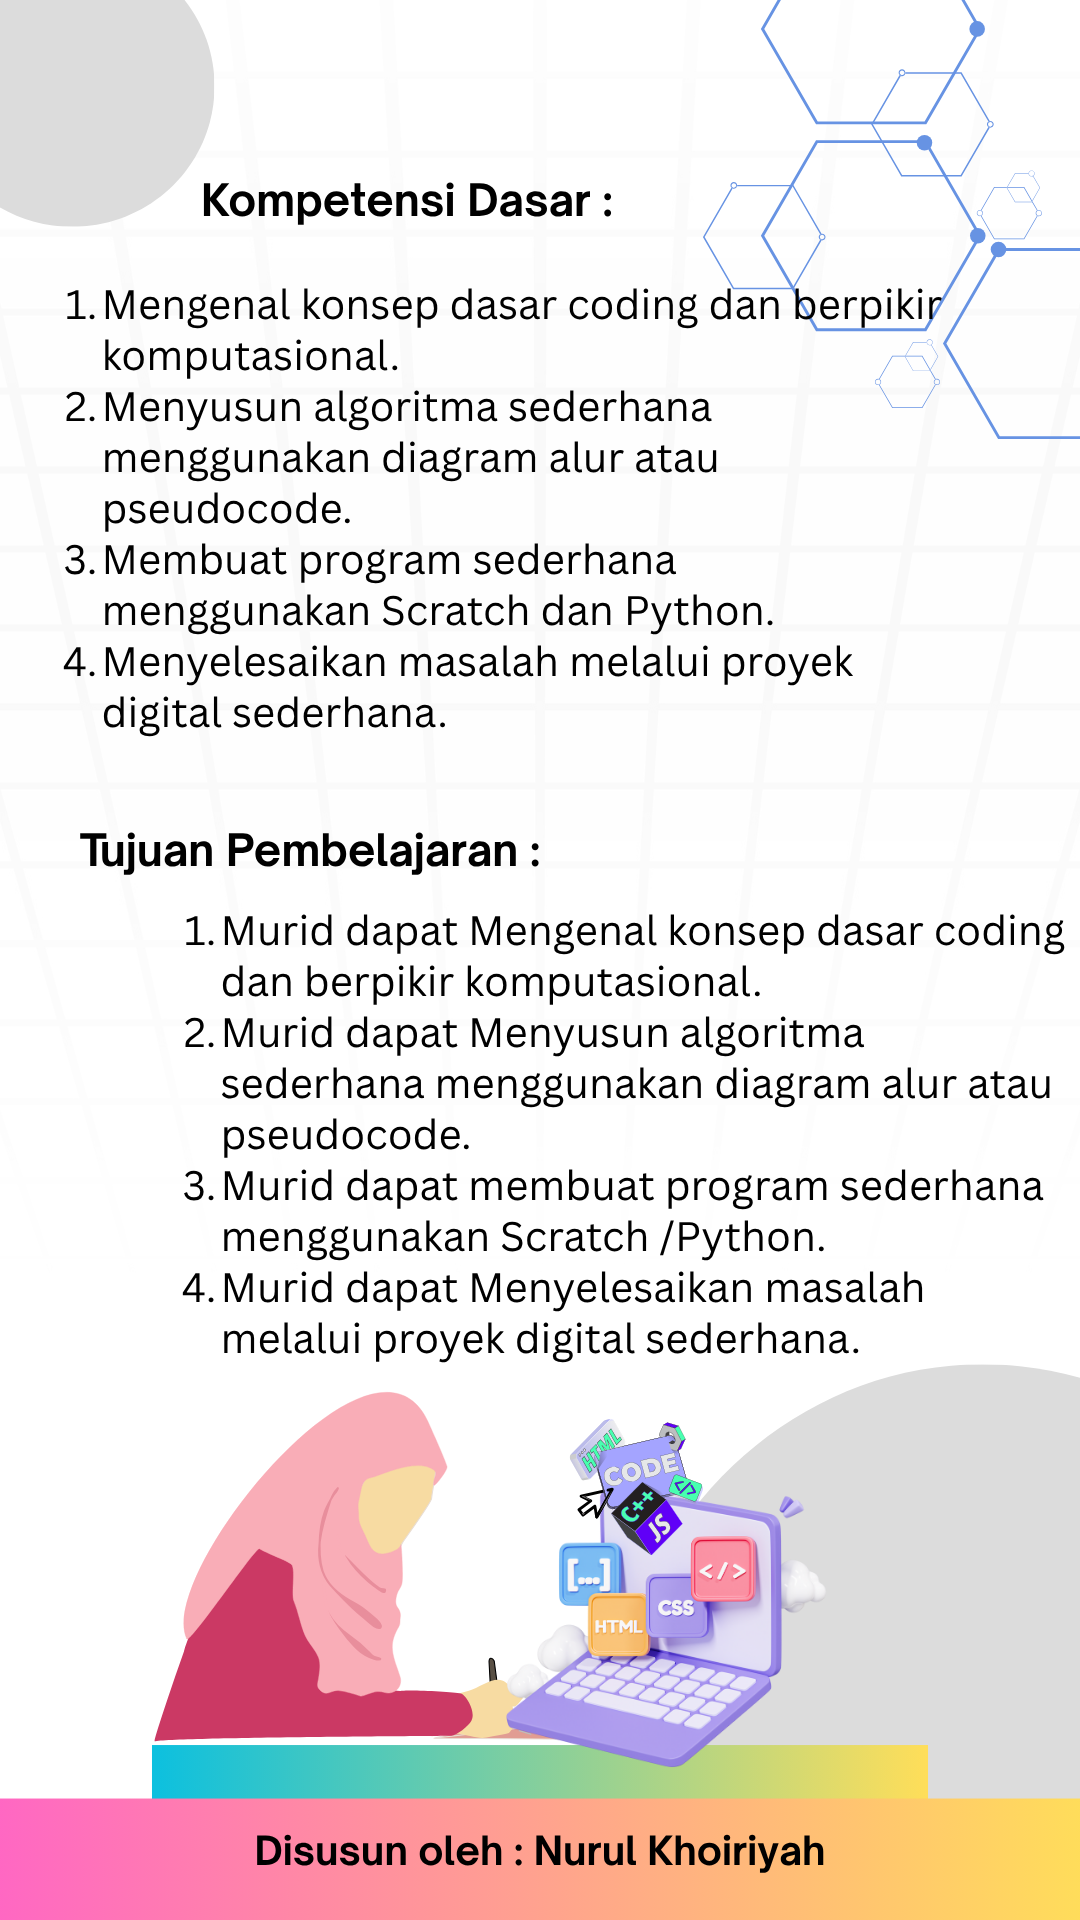 Kompetensi Dasar :
1. Mengenal konsep dasar coding dan berpikir
komputasional.
2. Menyusun algoritma sederhana
menggunakan diagram alur atau
pseudocode.
3. Membuat program sederhana
menggunakan Scratch dan Python.
4. Menyelesaikan masalah melalui proyek
digital sederhana.
Tujuan Pembelajaran :
1. Murid dapat Mengenal konsep dasar coding
dan berpikir komputasional.
2. Murid dapat Menyusun algoritma
sederhana menggunakan diagram alur atau
pseudocode.
3. Murid dapat membuat program sederhana
menggunakan Scratch /Python.
4. Murid dapat Menyelesaikan masalah
melalui proyek digital sederhana.
HTML
CODE
</>
C++
JS
[...]
</>
CSS
HTML
Disusun oleh : Nurul Khoiriyah